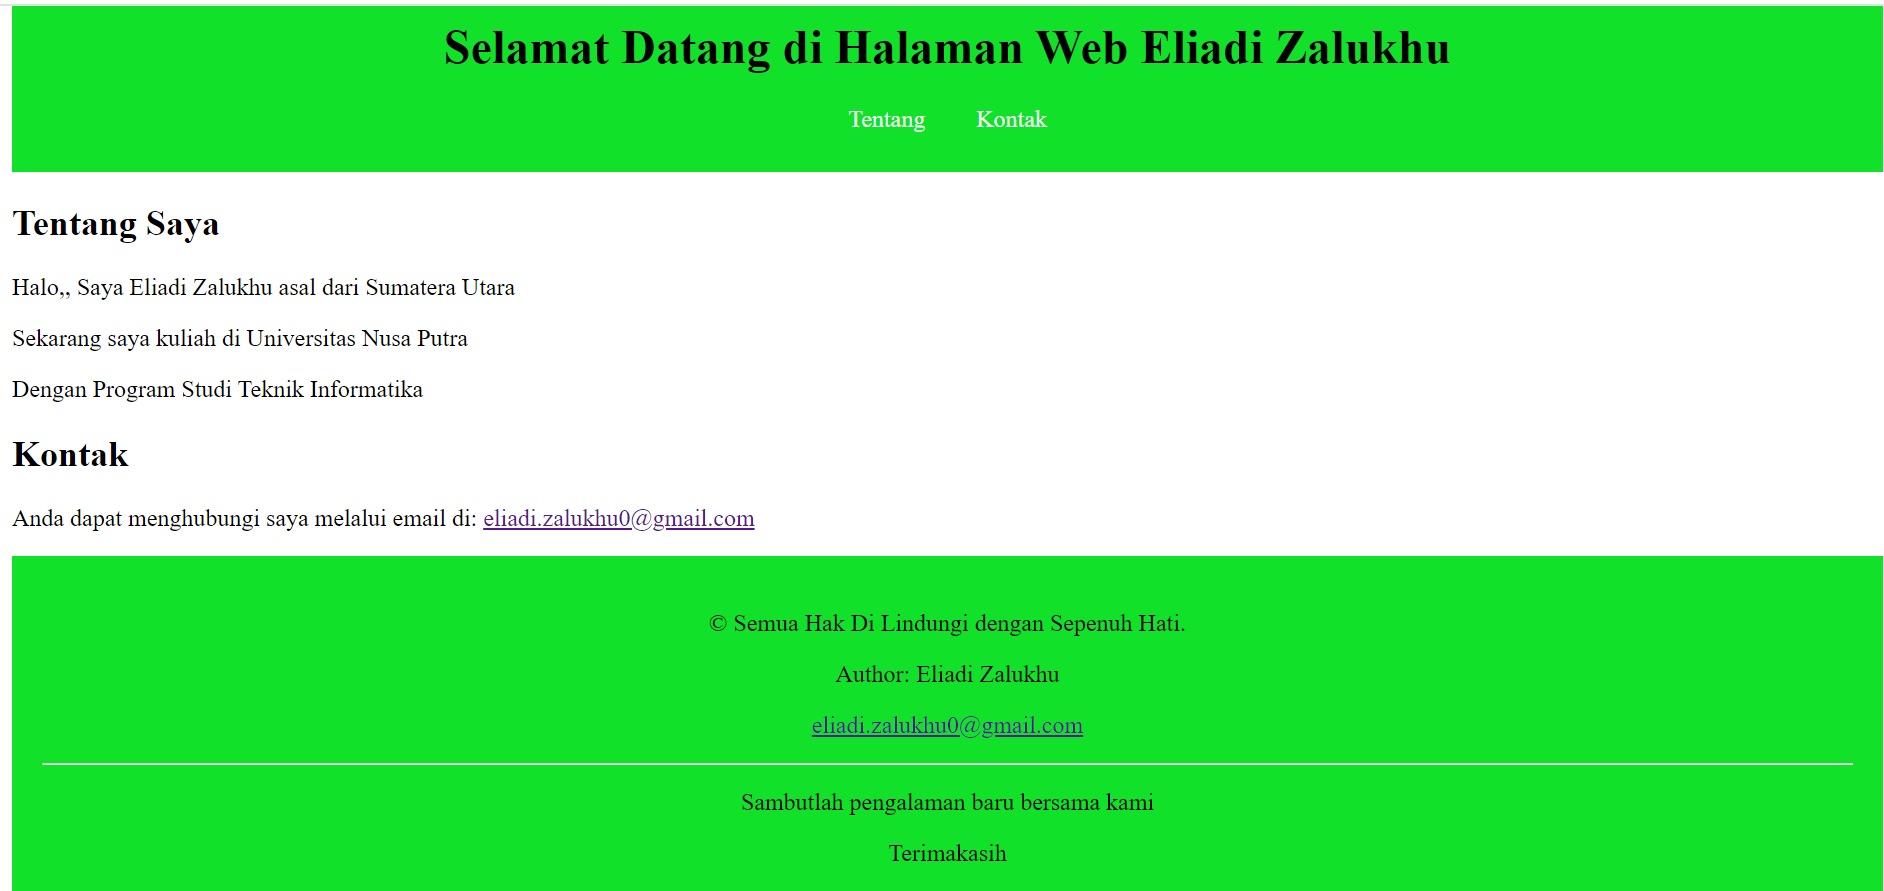 Selamat Datang di Halaman Web Eliadi Zalukhu
Tentang Kontak
Tentang Saya
Halo,, Saya Eliadi Zalukhu asal dari Sumatera Utara
Sekarang saya kuliah di Universitas Nusa Putra
Dengan Program Studi Teknik Informatika
Kontak
Anda dapat menghubungi saya melalui email di: eliadi.zalukhu0@gmail.com
© Semua Hak Di Lindungi dengan Sepenuh Hati.
Author: Eliadi Zalukhu
eliadi.zalukhu0@gmail.com
Sambutlah pengalaman baru bersama kami
Terimakasih